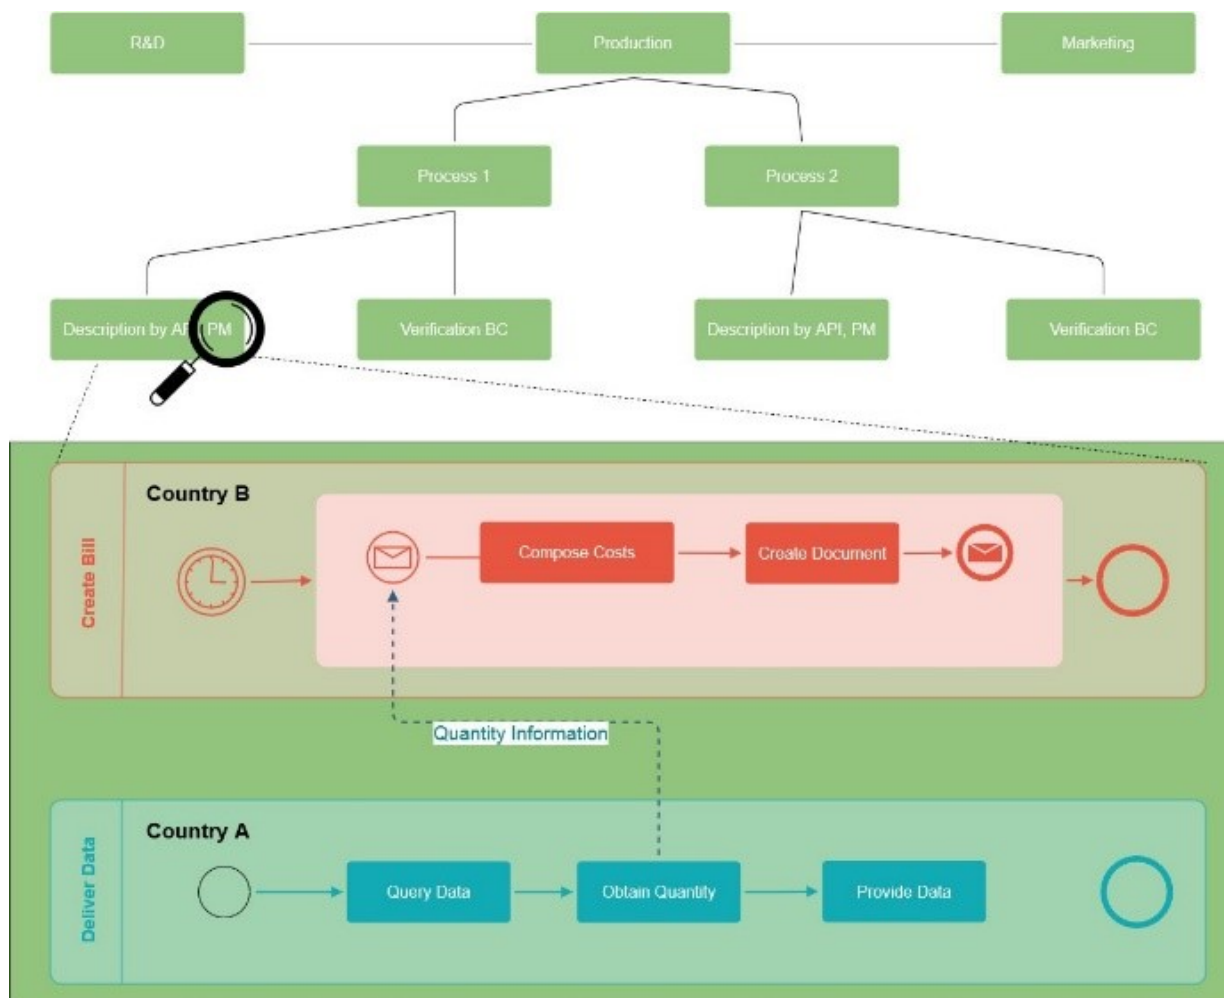 R&D
Production
Marketing
Process 1
Process 2
Description by AP PM
Verification BC
Description by API, PM
Verification BC
Country B
Create Bill
Compose Costs
Create Document
Quantity Information
Country A
Deliver Data
Query Data
Obtain Quantity
Provide Data